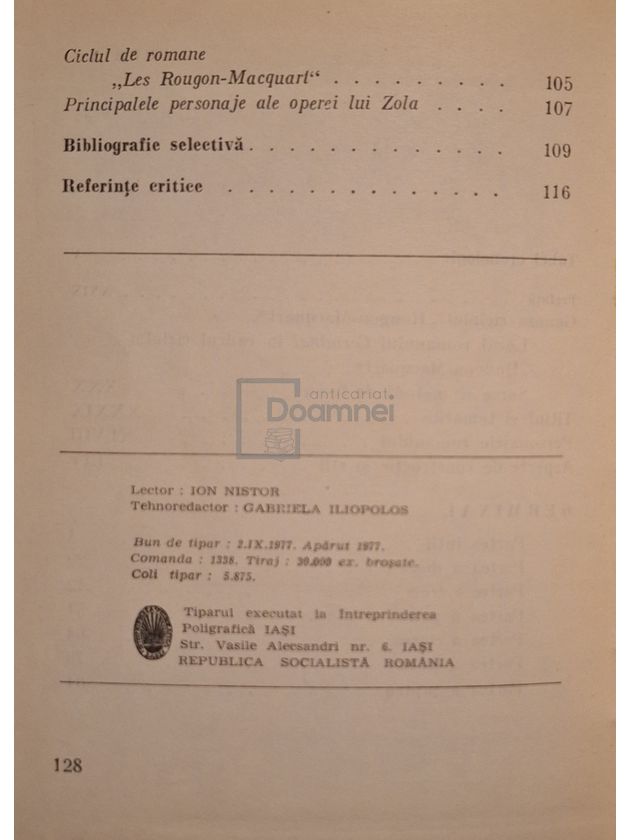 Ciclul de romane
„Les Rougon-Macquart“ . . . . . . . . . 105
Principalele personaje ale operei lui Zola . . . . 107
Bibliografie selectivă . . . . . . . . . . . . . 109
Referințe critice . . . . . . . . . . . . . . 116
anticariat
Doamnei
Lector : ION NISTOR
Tehnoredactor : GABRIELA ILIOPOLOS
Bun de tipar : 2.IX.1977. Apărut 1977.
Comanda : 1338. Tiraj : 30.000 ex. broșate.
Coli tipar : 5.875.
Tiparul executat la Intreprinderea
Poligrafică IAȘI
Str. Vasile Alecsandri nr. 6. IAȘI
REPUBLICA SOCIALISTĂ ROMÂNIA
128